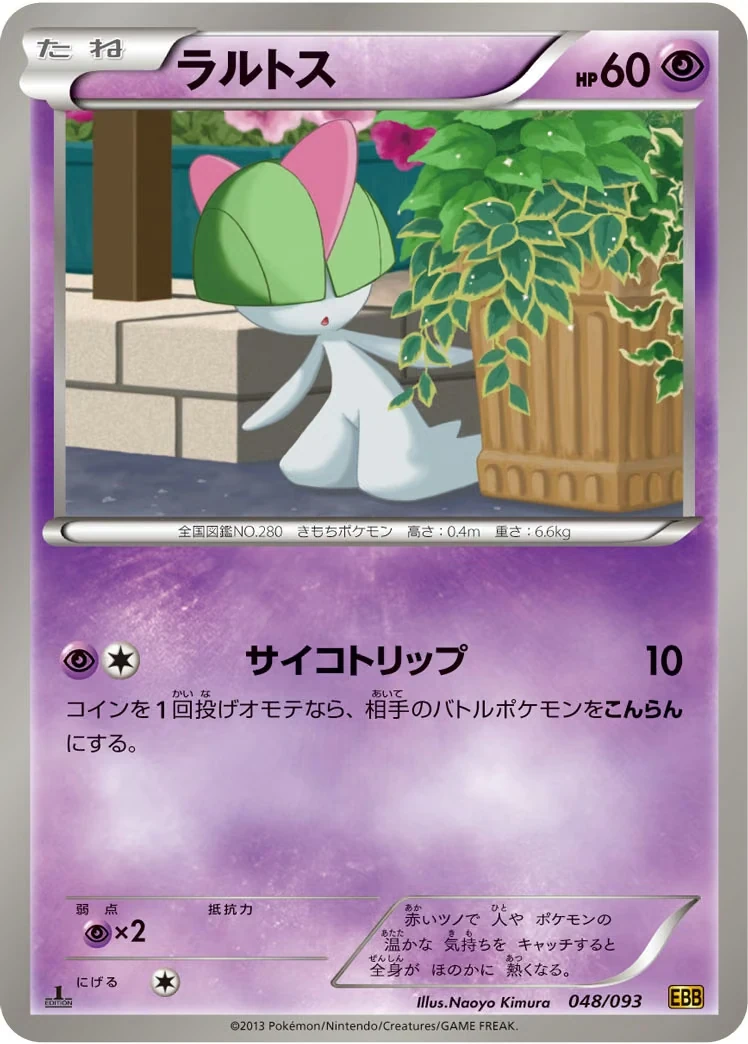 たね
ラルトス
HP60
全国図鑑NO.280 きもちポケモン 高さ：0.4m 重さ：6.6kg
サイコトリップ 10
コインを1回投げオモテなら、相手のバトルポケモンをこんらん
にする。
弱点 抵抗力
×2
にげる
赤いツノで 人や ポケモンの
温かな 気持ちを キャッチすると
全身が ほのかに 熱くなる。
1 EDITION
Illus.Naoyo Kimura 048/093 EBB
©2013 Pokémon/Nintendo/Creatures/GAME FREAK.